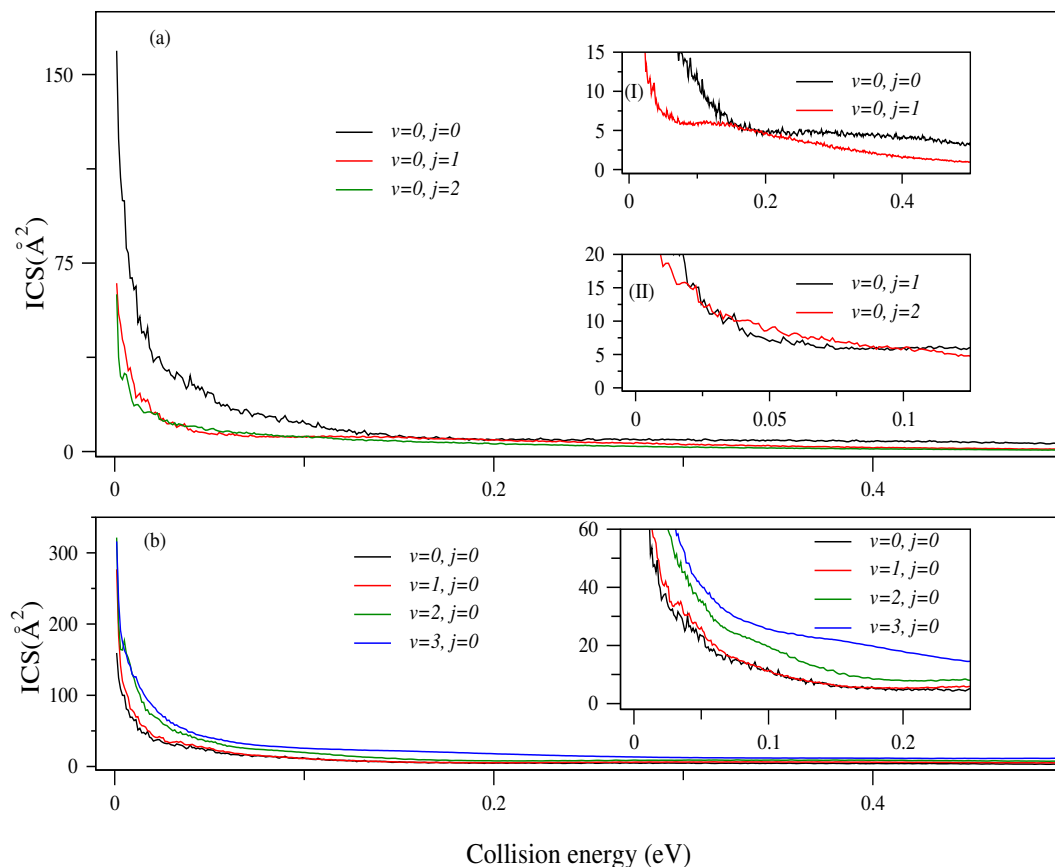 (a)
ICS(Å²)
150
75
0
v=0, j=0
v=0, j=1
v=0, j=2
0
0.2
0.4
(I)
15
10
5
0
v=0, j=0
v=0, j=1
0
0.2
0.4
(II)
20
15
10
5
0
v=0, j=1
v=0, j=2
0
0.05
0.1
(b)
ICS(Å²)
300
200
100
0
v=0, j=0
v=1, j=0
v=2, j=0
v=3, j=0
60
40
20
0
v=0, j=0
v=1, j=0
v=2, j=0
v=3, j=0
0
0.1
0.2
0
0.2
0.4
Collision energy (eV)